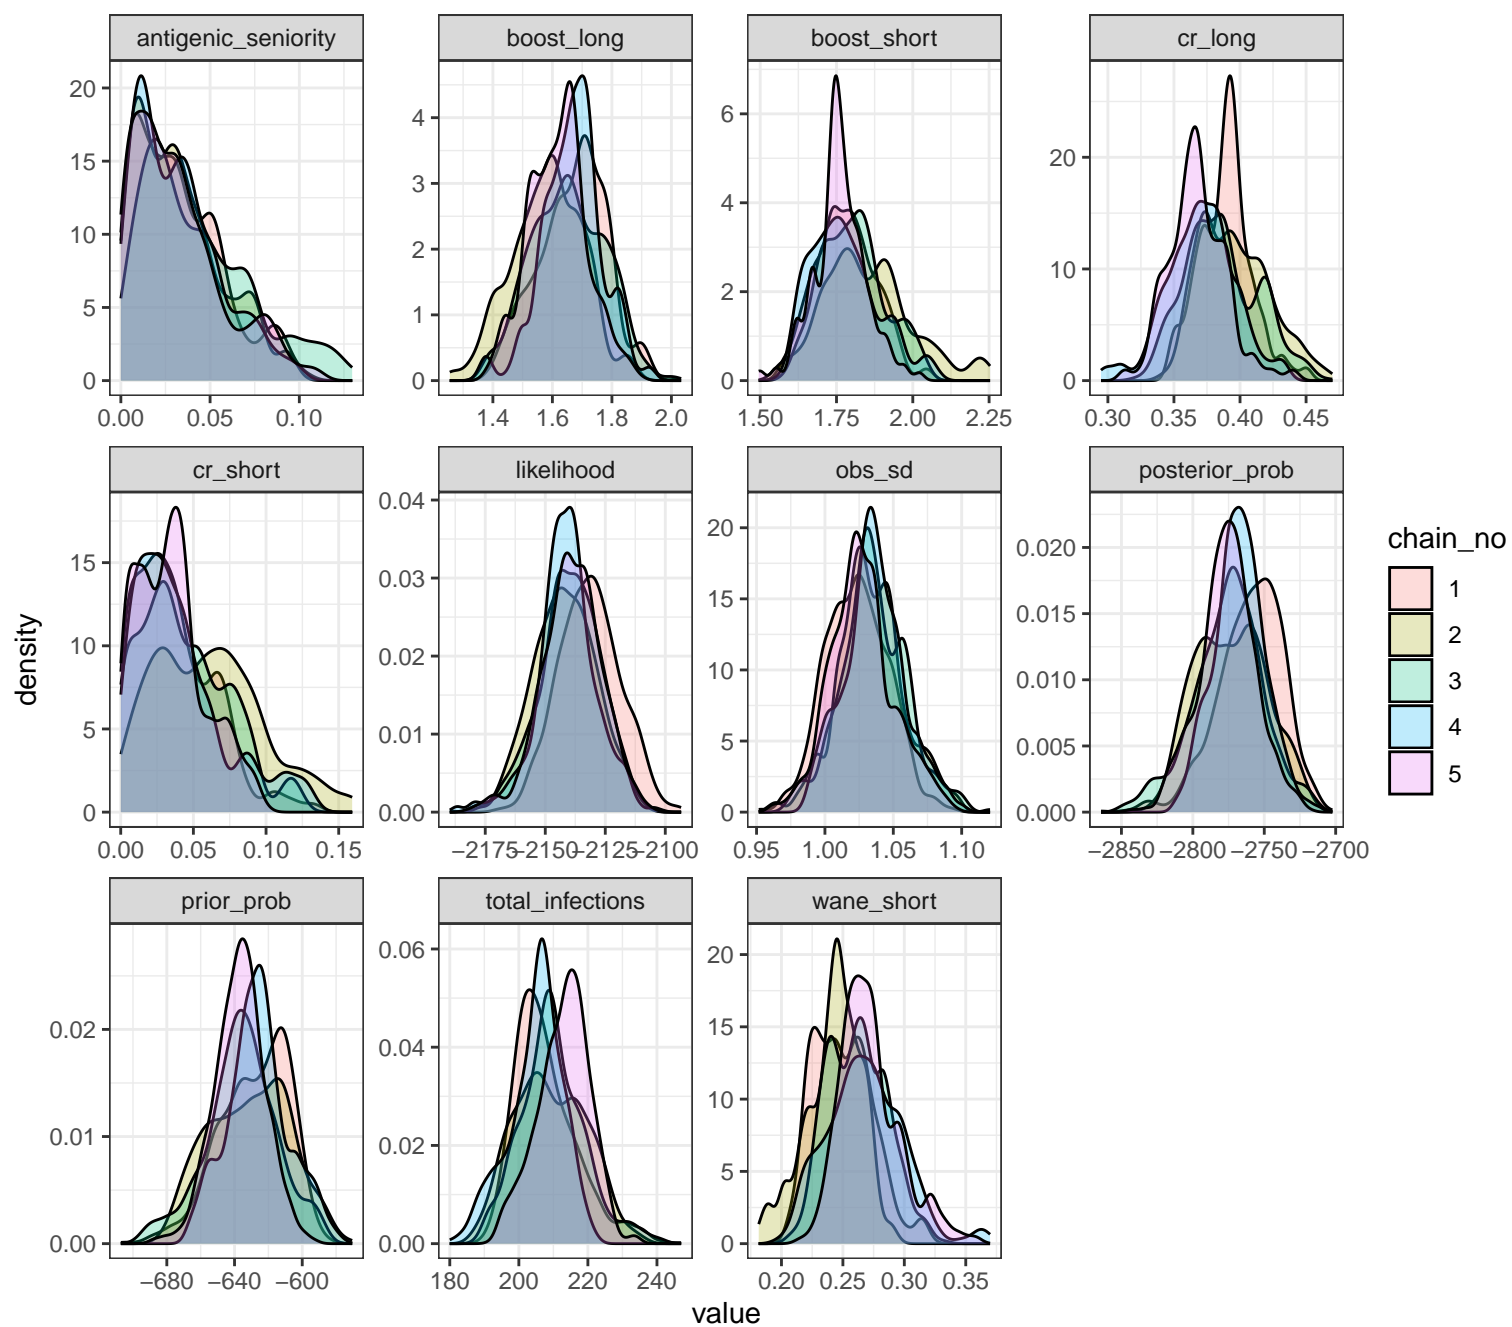 antigenic_seniority
boost_long
boost_short
cr_long
20
15
10
5
0
0.00 0.05 0.10
4
3
2
1
0
1.4 1.6 1.8 2.0
6
4
2
0
1.50 1.75 2.00 2.25
20
10
0
0.30 0.35 0.40 0.45
cr_short
likelihood
obs_sd
posterior_prob
15
10
5
0
0.00 0.05 0.10 0.15
0.04
0.03
0.02
0.01
0.00
−2175 −2150 −2125 −2100
20
15
10
5
0
0.95 1.00 1.05 1.10
0.020
0.015
0.010
0.005
0.000
−2850 −2800 −2750 −2700
prior_prob
total_infections
wane_short
0.02
0.01
0.00
−680 −640 −600
0.06
0.04
0.02
0.00
180 200 220 240
20
15
10
5
0
0.20 0.25 0.30 0.35
density
value
chain_no
1
2
3
4
5